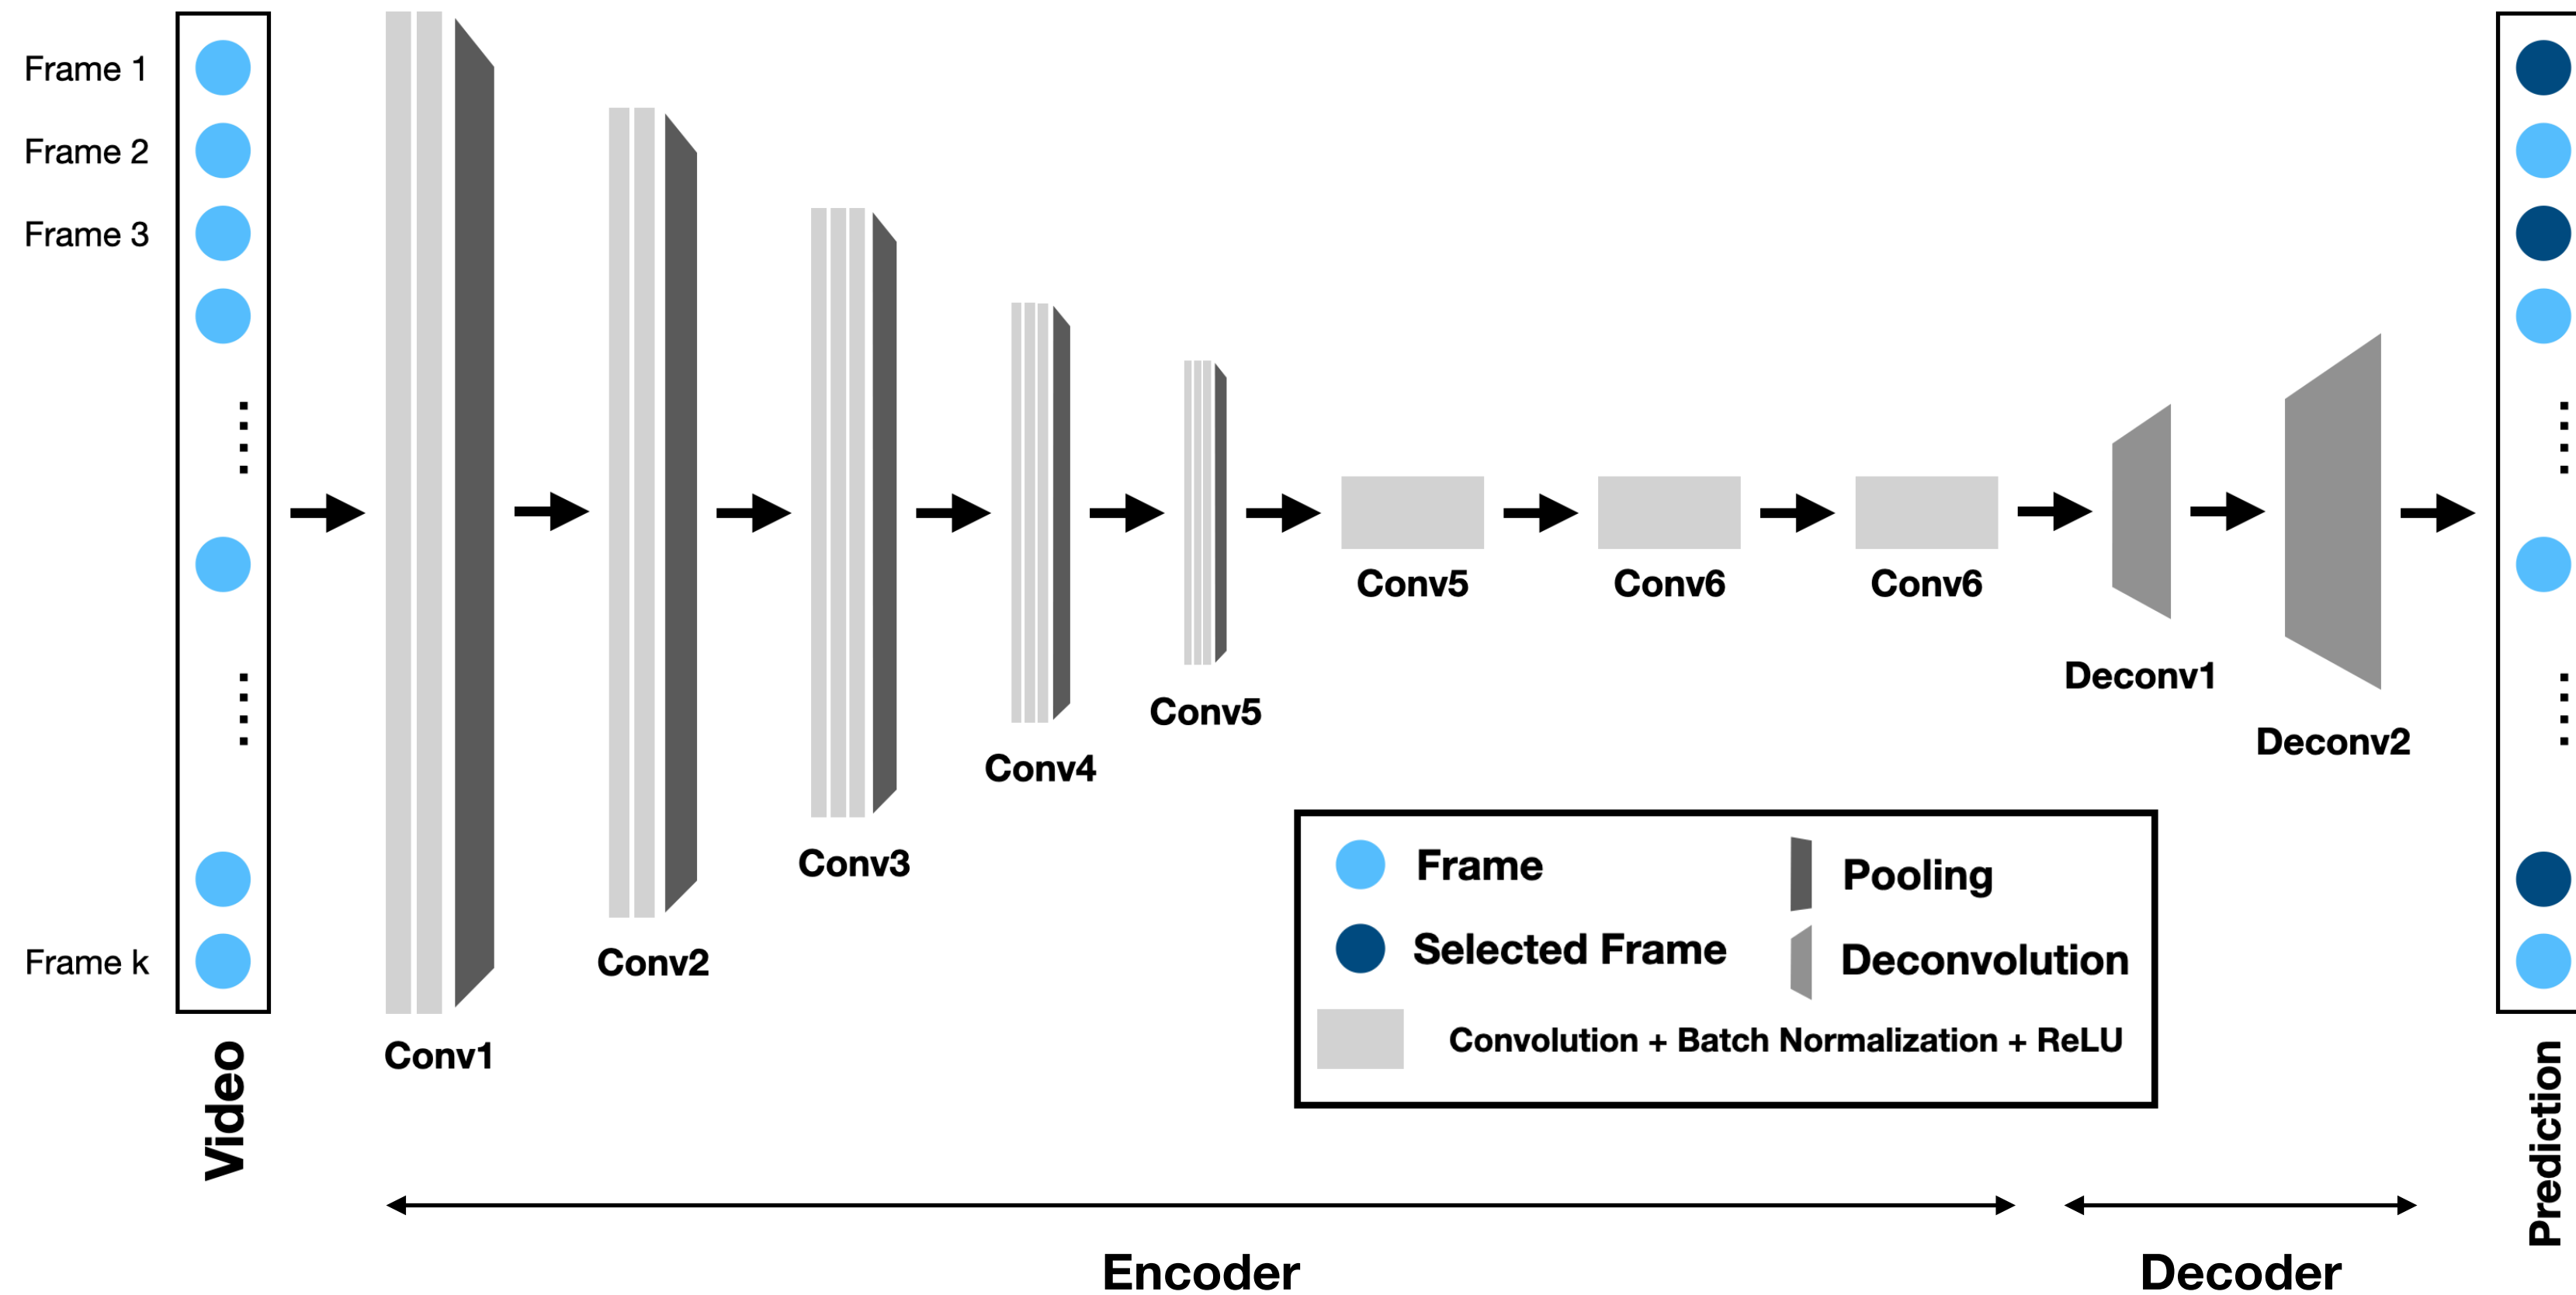 Frame 1
Frame 2
Frame 3
Frame k
Video
Conv1
Conv2
Conv3
Conv4
Conv5
Conv5
Conv6
Conv6
Deconv1
Deconv2
Frame
Pooling
Selected Frame
Deconvolution
Convolution + Batch Normalization + ReLU
Prediction
Encoder
Decoder